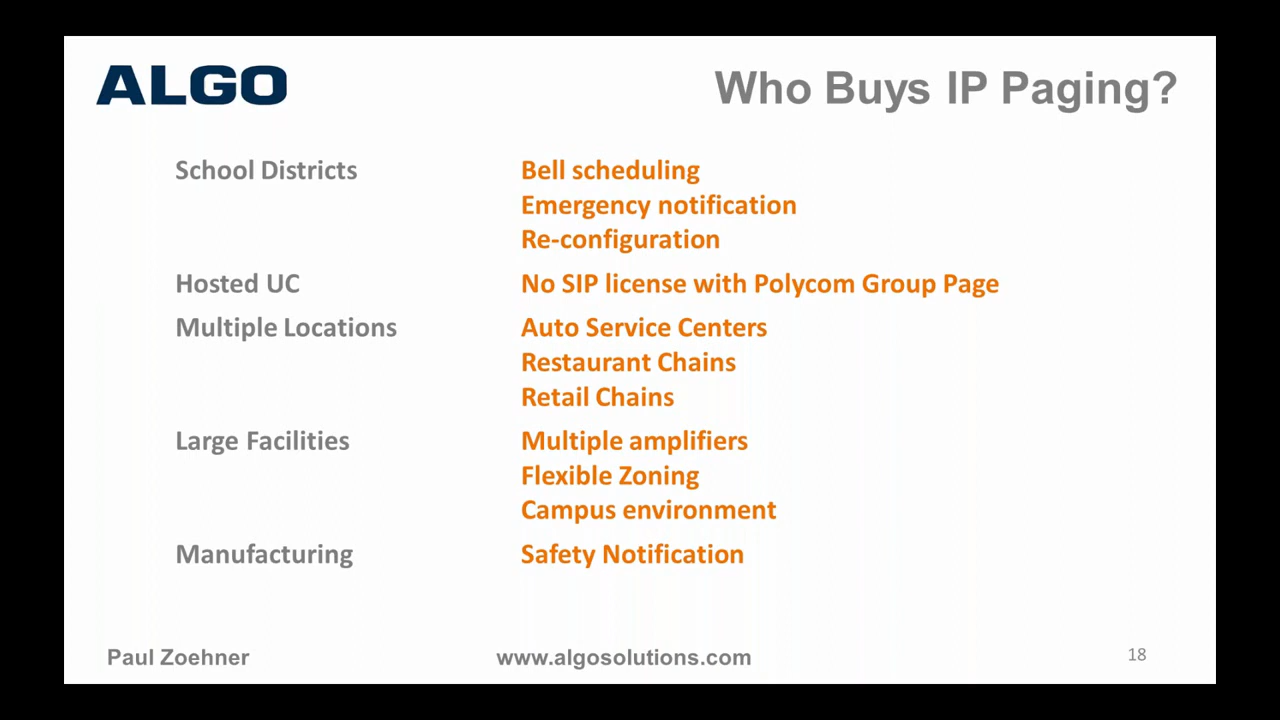 ALGO
Who Buys IP Paging?
School Districts Bell scheduling
Emergency notification
Re-configuration
Hosted UC No SIP license with Polycom Group Page
Multiple Locations Auto Service Centers
Restaurant Chains
Retail Chains
Large Facilities Multiple amplifiers
Flexible Zoning
Campus environment
Manufacturing Safety Notification
Paul Zoehner www.algosolutions.com 18